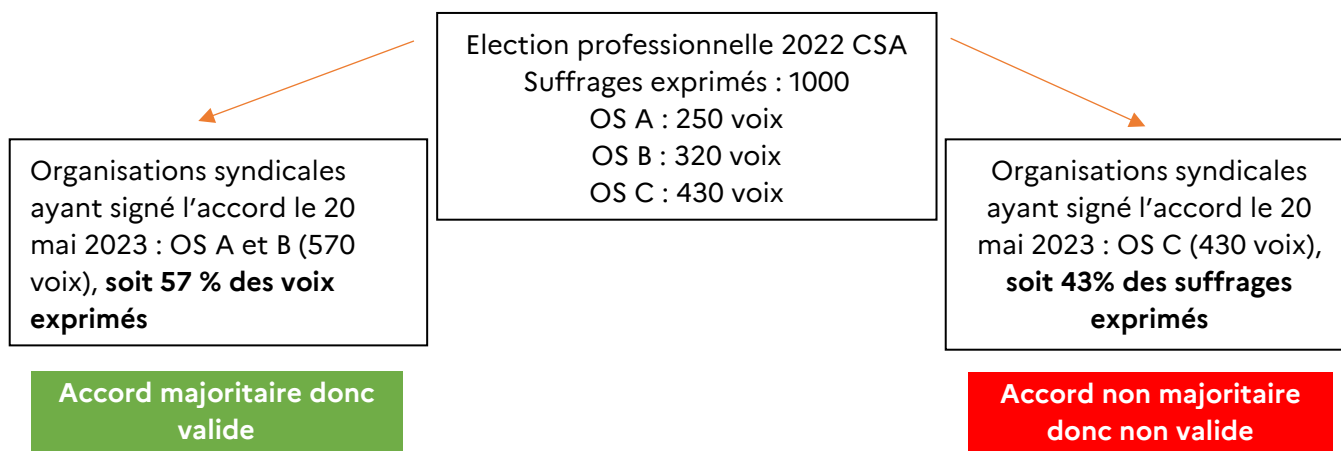 Election professionnelle 2022 CSA
Suffrages exprimés : 1000
OS A : 250 voix
OS B : 320 voix
OS C : 430 voix
Organisations syndicales
ayant signé l’accord le 20
mai 2023 : OS A et B (570
voix), soit 57 % des voix
exprimés
Accord majoritaire donc
valide
Organisations syndicales
ayant signé l’accord le 20
mai 2023 : OS C (430 voix),
soit 43% des suffrages
exprimés
Accord non majoritaire
donc non valide